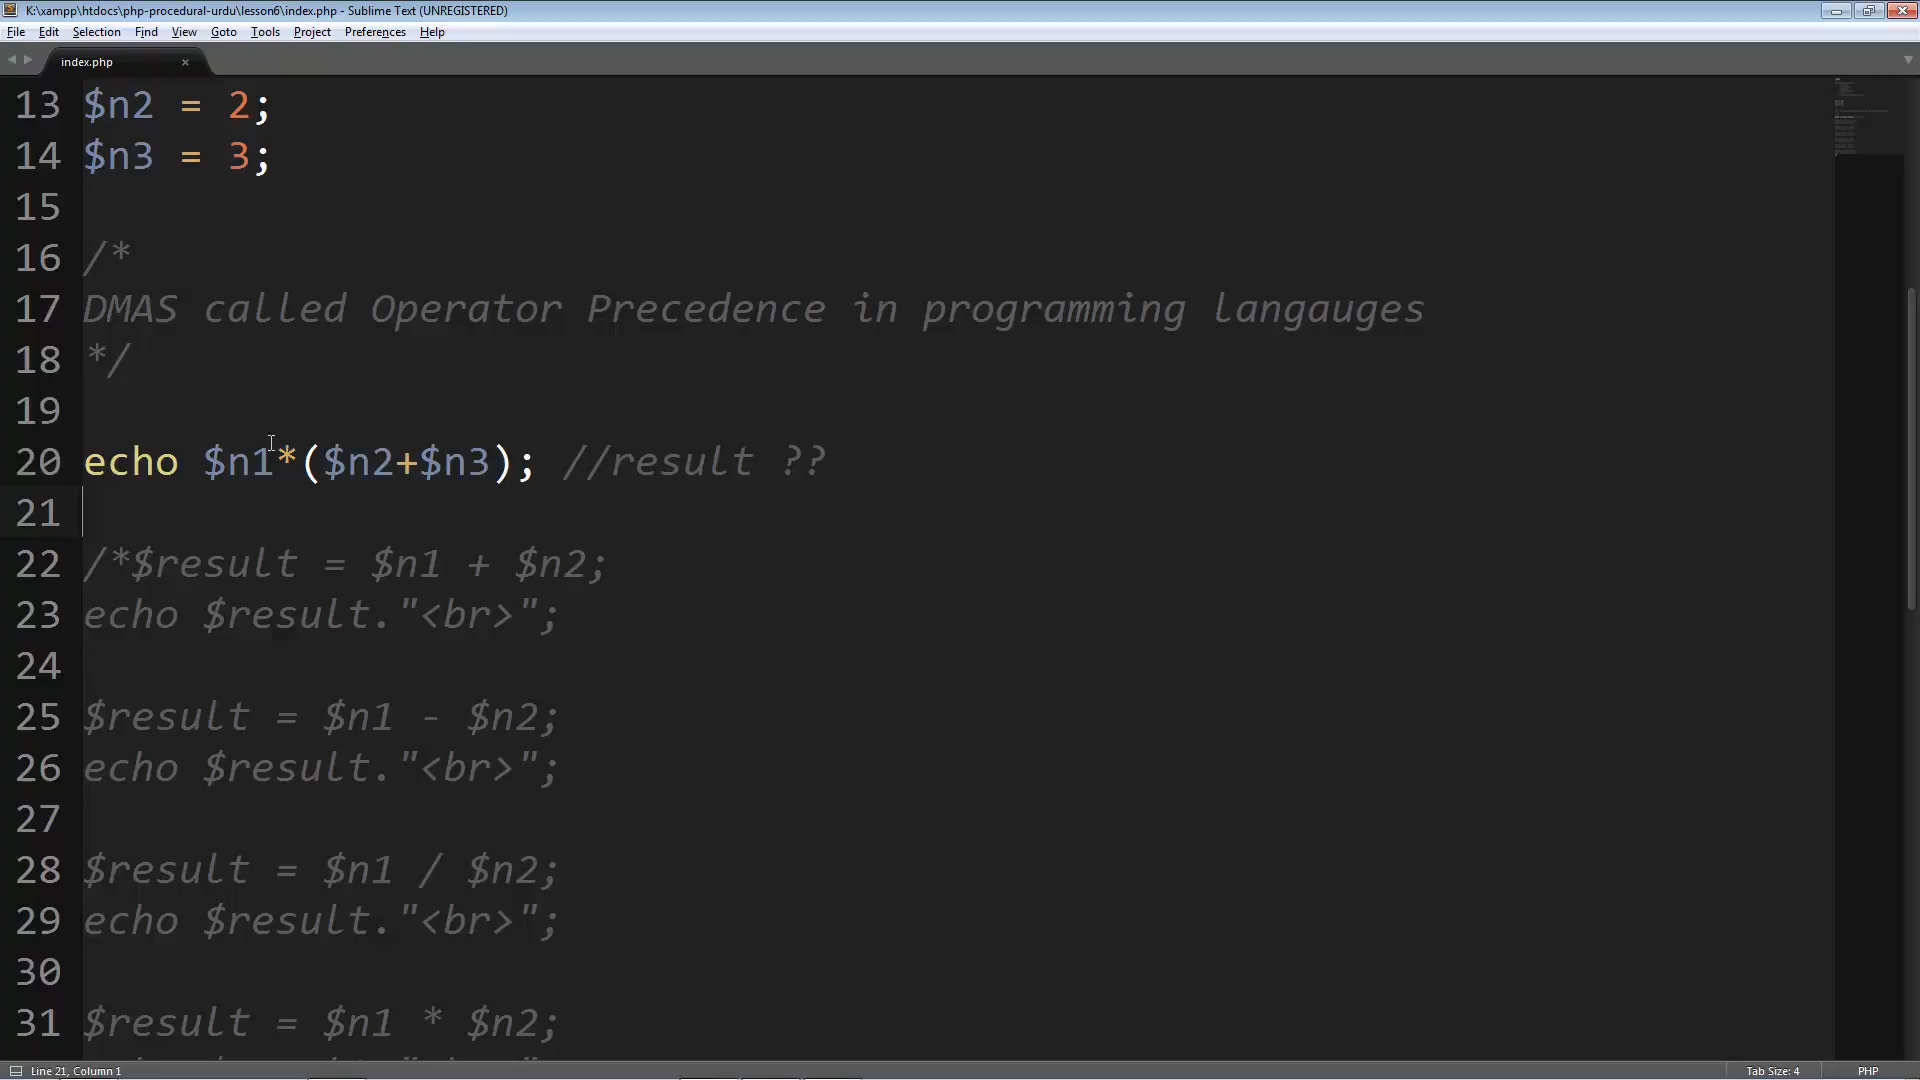 K:\xampp\htdocs\php-procedural-urdu\lesson6\index.php - Sublime Text (UNREGISTERED)
File Edit Selection Find View Goto Tools Project Preferences Help
index.php ×
13 $n2 = 2;
14 $n3 = 3;
15
16 /*
17 DMAS called Operator Precedence in programming langauges
18 */
19
20 echo $n1*($n2+$n3); //result ??
21
22 /*$result = $n1 + $n2;
23 echo $result."<br>";
24
25 $result = $n1 - $n2;
26 echo $result."<br>";
27
28 $result = $n1 / $n2;
29 echo $result."<br>";
30
31 $result = $n1 * $n2;
Line 21, Column 1 Tab Size: 4 PHP